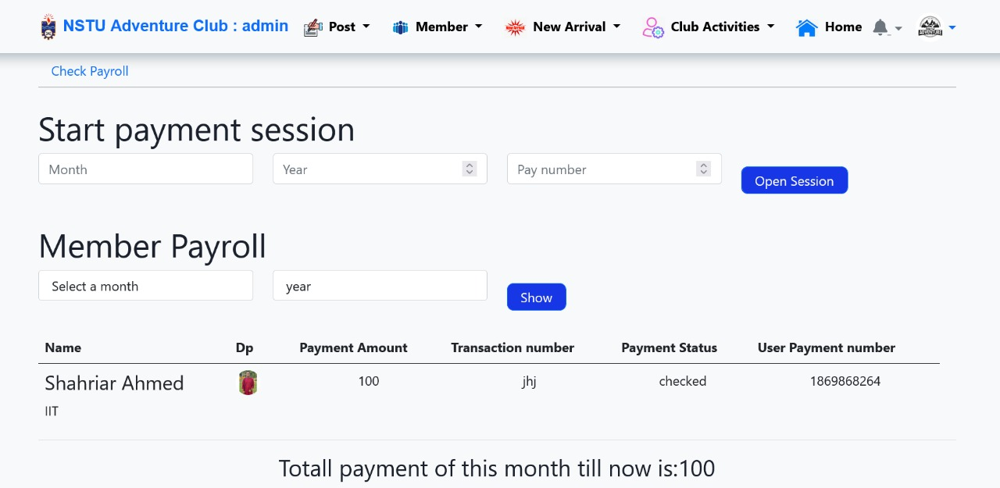 NSTU Adventure Club : admin Post Member New Arrival Club Activities Home
Check Payroll
Start payment session
Month Year Pay number Open Session
Member Payroll
Select a month year Show
Name Dp Payment Amount Transaction number Payment Status User Payment number
Shahriar Ahmed 100 jhj checked 1869868264
IIT
Totall payment of this month till now is:100